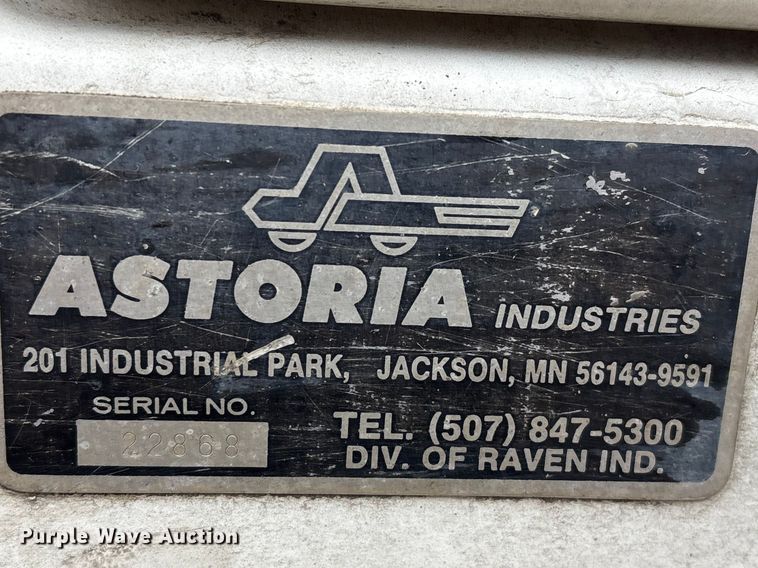 ASTORIA INDUSTRIES
201 INDUSTRIAL PARK, JACKSON, MN 56143-9591
SERIAL NO.
22868
TEL. (507) 847-5300
DIV. OF RAVEN IND.
Purple Wave Auction